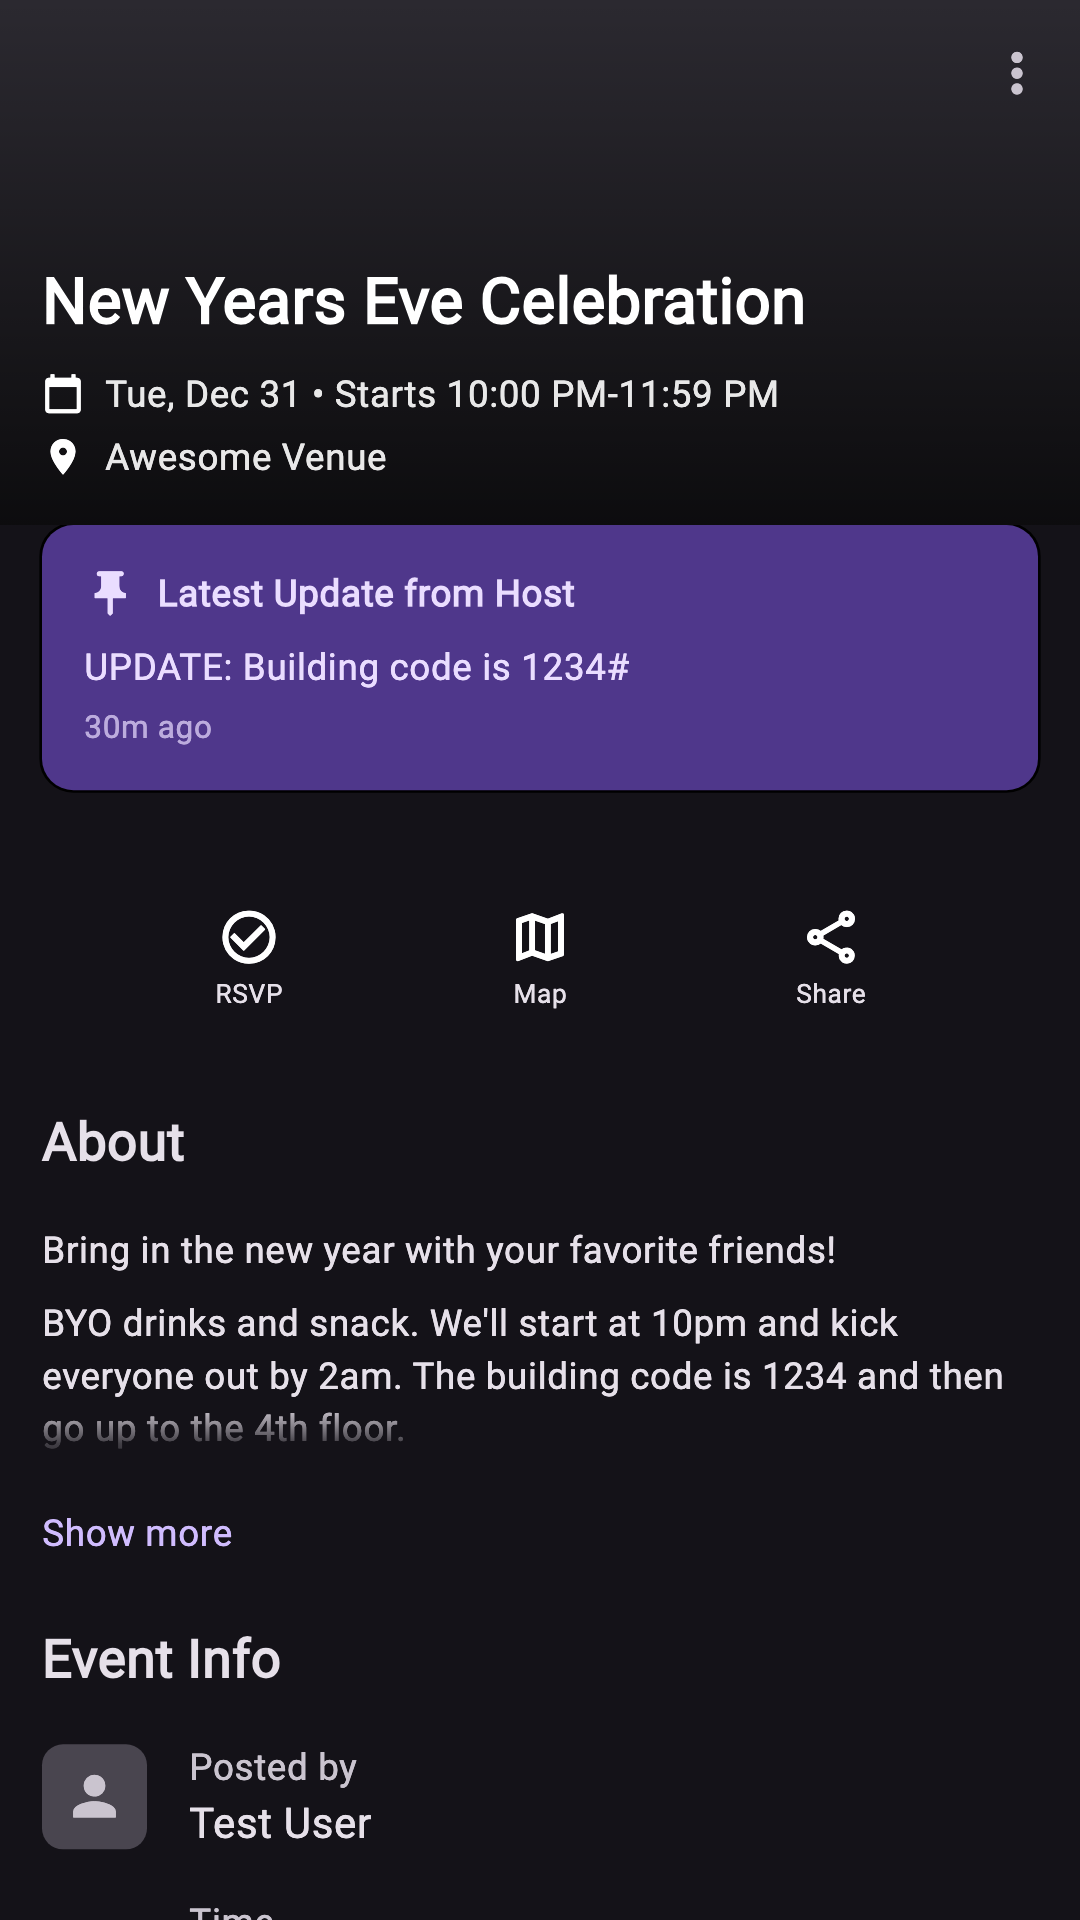 New Years Eve Celebration
Tue, Dec 31 • Starts 10:00 PM-11:59 PM
Awesome Venue
Latest Update from Host
UPDATE: Building code is 1234#
30m ago
RSVP
Map
Share
About
Bring in the new year with your favorite friends!
BYO drinks and snack. We'll start at 10pm and kick
everyone out by 2am. The building code is 1234 and then
go up to the 4th floor.
Show more
Event Info
Posted by
Test User
Time